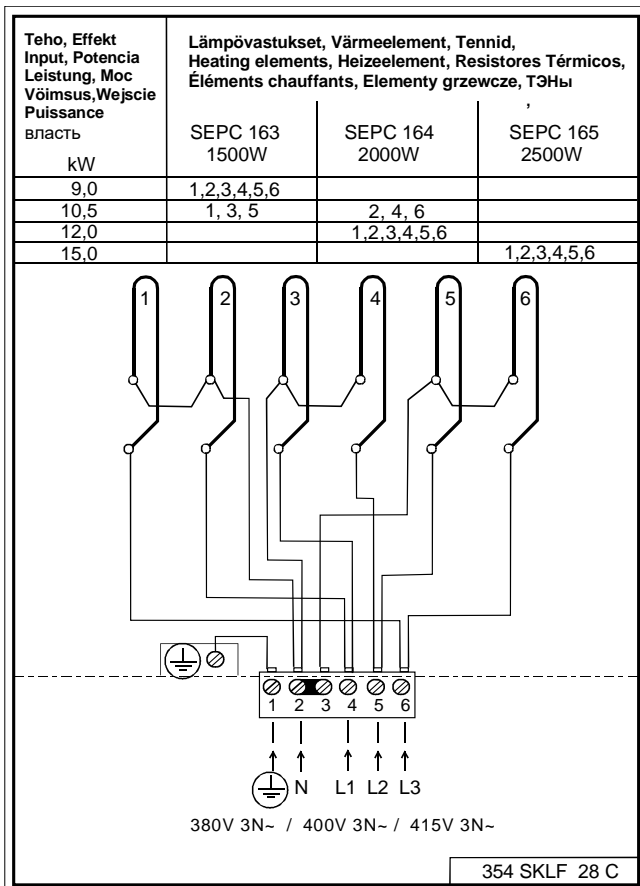 Teho, Effekt
Input, Potencia
Leistung, Moc
Vöimsus,Wejscie
Puissance
власть
kW
Lämpövastukset, Värmeelement, Tennid,
Heating elements, Heizeelement, Resistores Térmicos,
Éléments chauffants, Elementy grzewcze, ТЭНы
,
SEPC 163 SEPC 164 SEPC 165
1500W 2000W 2500W
9,0 1,2,3,4,5,6
10,5 1, 3, 5 2, 4, 6
12,0 1,2,3,4,5,6
15,0 1,2,3,4,5,6
1 2 3 4 5 6
1 2 3 4 5 6
N L1 L2 L3
380V 3N~ / 400V 3N~ / 415V 3N~
354 SKLF 28 C